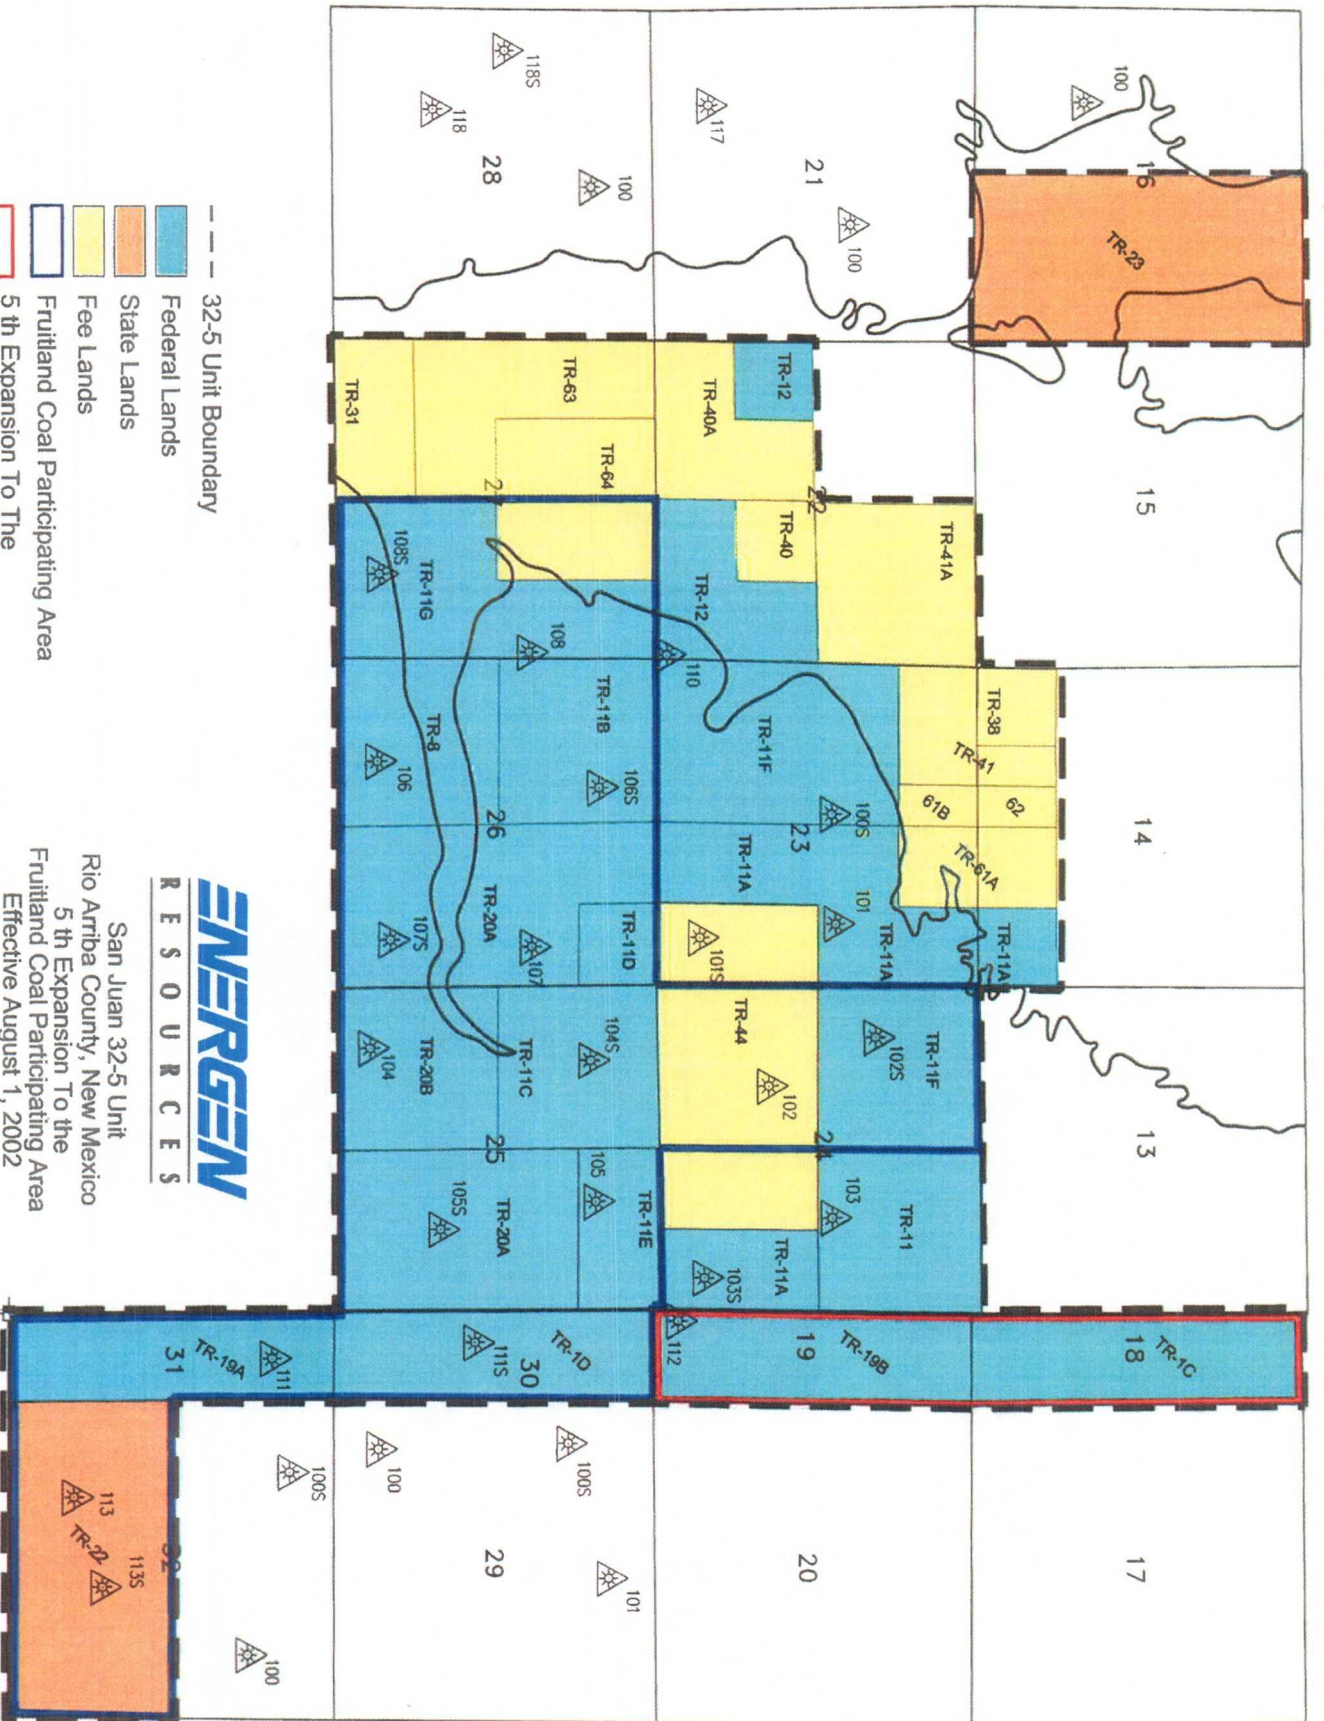 100
16
TR-23
15
14
13
18
TR-1C
17
117
21
100
22
TR-12
TR-40A
TR-40
TR-41A
TR-12
TR-38
TR-41
62
61B
TR-61A
TR-11A
TR-11F
100S
23
TR-11A
101
TR-11A
101S
TR-11F
102S
TR-44
102
24
TR-11
103
TR-11A
103S
TR-19B
19
112
20
118S
118
28
100
TR-63
TR-64
TR-31
108S
TR-11G
108
110
TR-11B
106S
TR-8
106
26
TR-11D
TR-20A
107
107S
104S
TR-11C
TR-20B
104
25
TR-11E
105
TR-20A
105S
TR-1D
30
111S
100S
100
101
29
TR-19A
111
31
100S
100
113
TR-22
113S
32-5 Unit Boundary
Federal Lands
State Lands
Fee Lands
Fruitland Coal Participating Area
5 th Expansion To The
ENERGEN
RESOURCES
San Juan 32-5 Unit
Rio Arriba County, New Mexico
5 th Expansion To the
Fruitland Coal Participating Area
Effective August 1, 2002